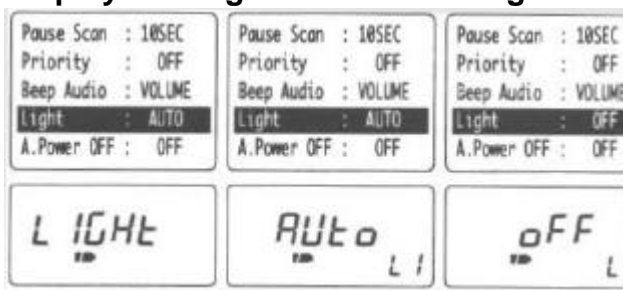 Pause Scan : 10SEC
Priority : OFF
Beep Audio : VOLUME
Light : AUTO
A.Power OFF : OFF
Pause Scan : 10SEC
Priority : OFF
Beep Audio : VOLUME
Light : AUTO
A.Power OFF : OFF
Pause Scan : 10SEC
Priority : OFF
Beep Audio : VOLUME
Light : OFF
A.Power OFF : OFF
LIGHt
AUto
LI
oFF
L